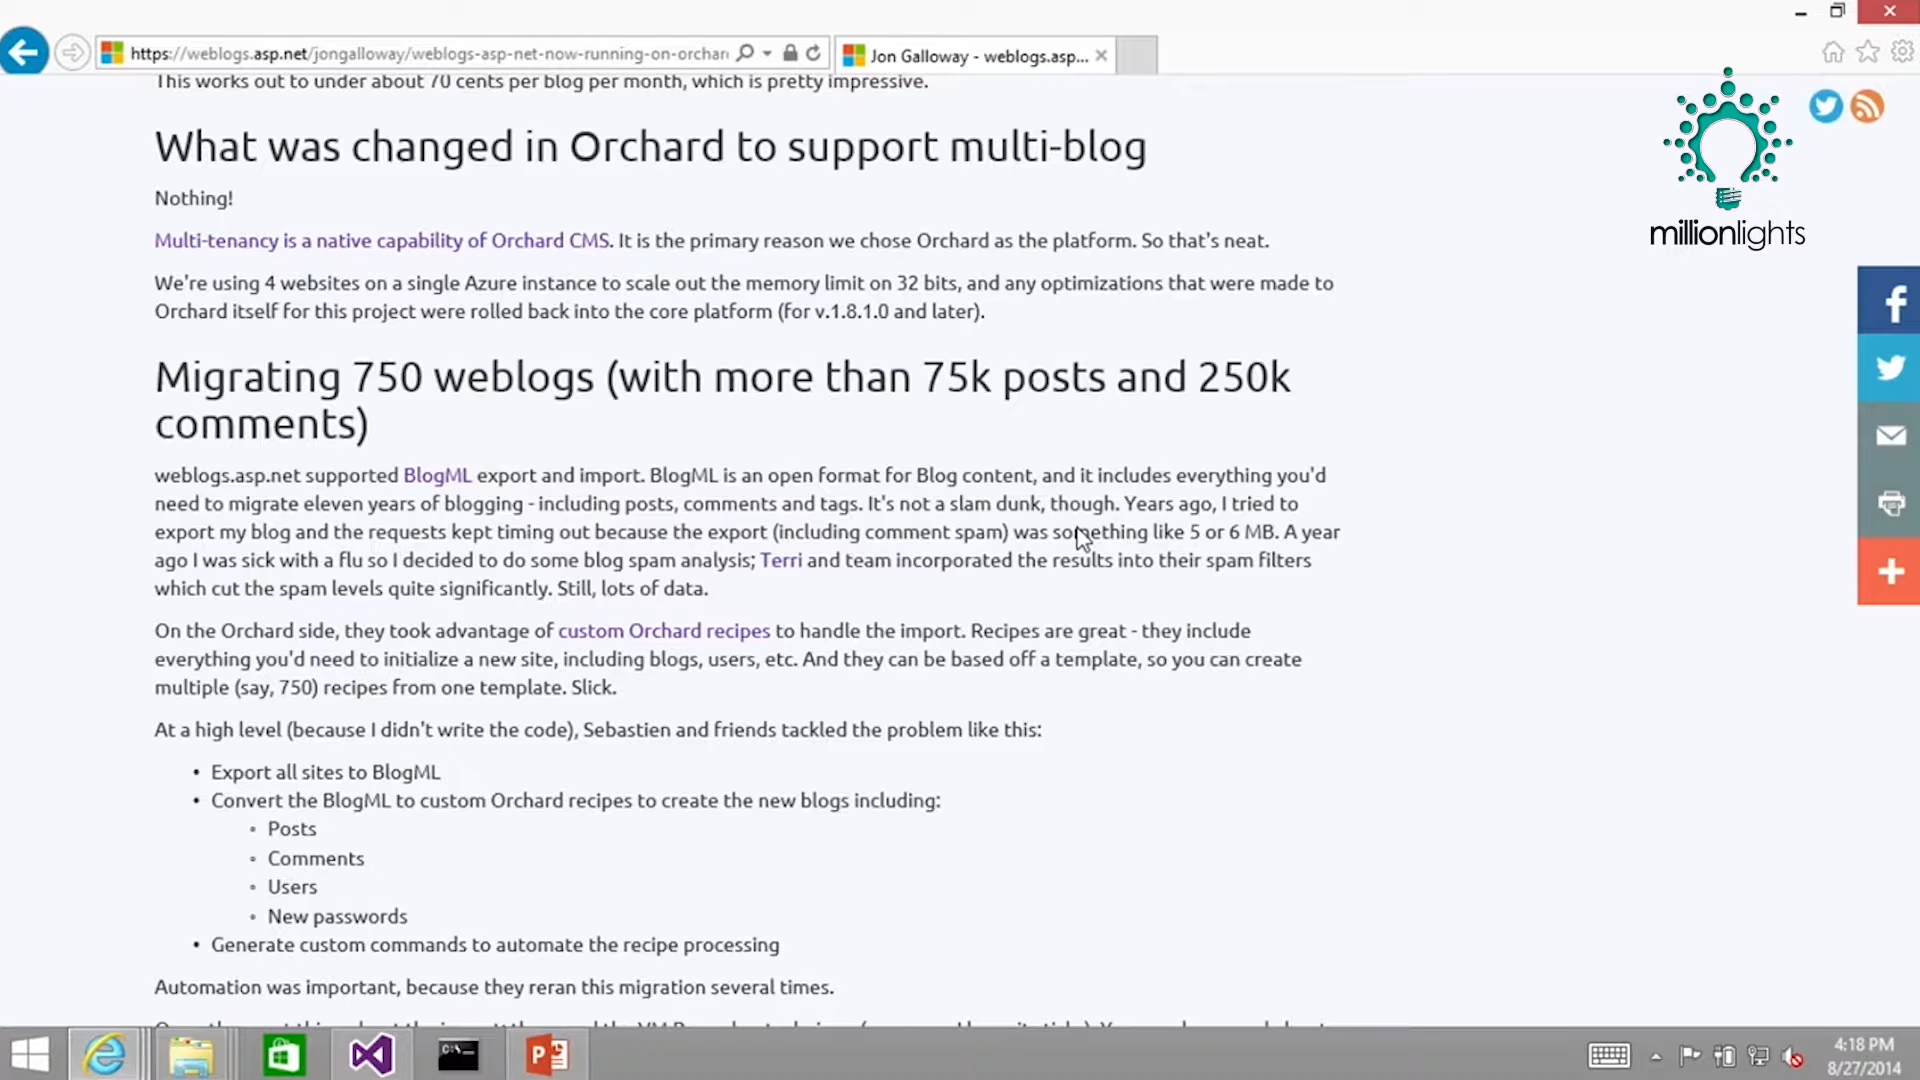 https://weblogs.asp.net/jongalloway/weblogs-asp-net-now-running-on-orchar
Jon Galloway - weblogs.asp...
This works out to under about 70 cents per blog per month, which is pretty impressive.
What was changed in Orchard to support multi-blog
Nothing!
Multi-tenancy is a native capability of Orchard CMS. It is the primary reason we chose Orchard as the platform. So that's neat.
millionlights
We're using 4 websites on a single Azure instance to scale out the memory limit on 32 bits, and any optimizations that were made to
Orchard itself for this project were rolled back into the core platform (for v.1.8.1.0 and later).
Migrating 750 weblogs (with more than 75k posts and 250k
comments)
weblogs.asp.net supported BlogML export and import. BlogML is an open format for Blog content, and it includes everything you'd
need to migrate eleven years of blogging - including posts, comments and tags. It's not a slam dunk, though. Years ago, I tried to
export my blog and the requests kept timing out because the export (including comment spam) was something like 5 or 6 MB. A year
ago I was sick with a flu so I decided to do some blog spam analysis; Terri and team incorporated the results into their spam filters
which cut the spam levels quite significantly. Still, lots of data.
On the Orchard side, they took advantage of custom Orchard recipes to handle the import. Recipes are great - they include
everything you'd need to initialize a new site, including blogs, users, etc. And they can be based off a template, so you can create
multiple (say, 750) recipes from one template. Slick.
At a high level (because I didn't write the code), Sebastien and friends tackled the problem like this:
• Export all sites to BlogML
• Convert the BlogML to custom Orchard recipes to create the new blogs including:
◦ Posts
◦ Comments
◦ Users
◦ New passwords
• Generate custom commands to automate the recipe processing
Automation was important, because they reran this migration several times.
4:18 PM
8/27/2014